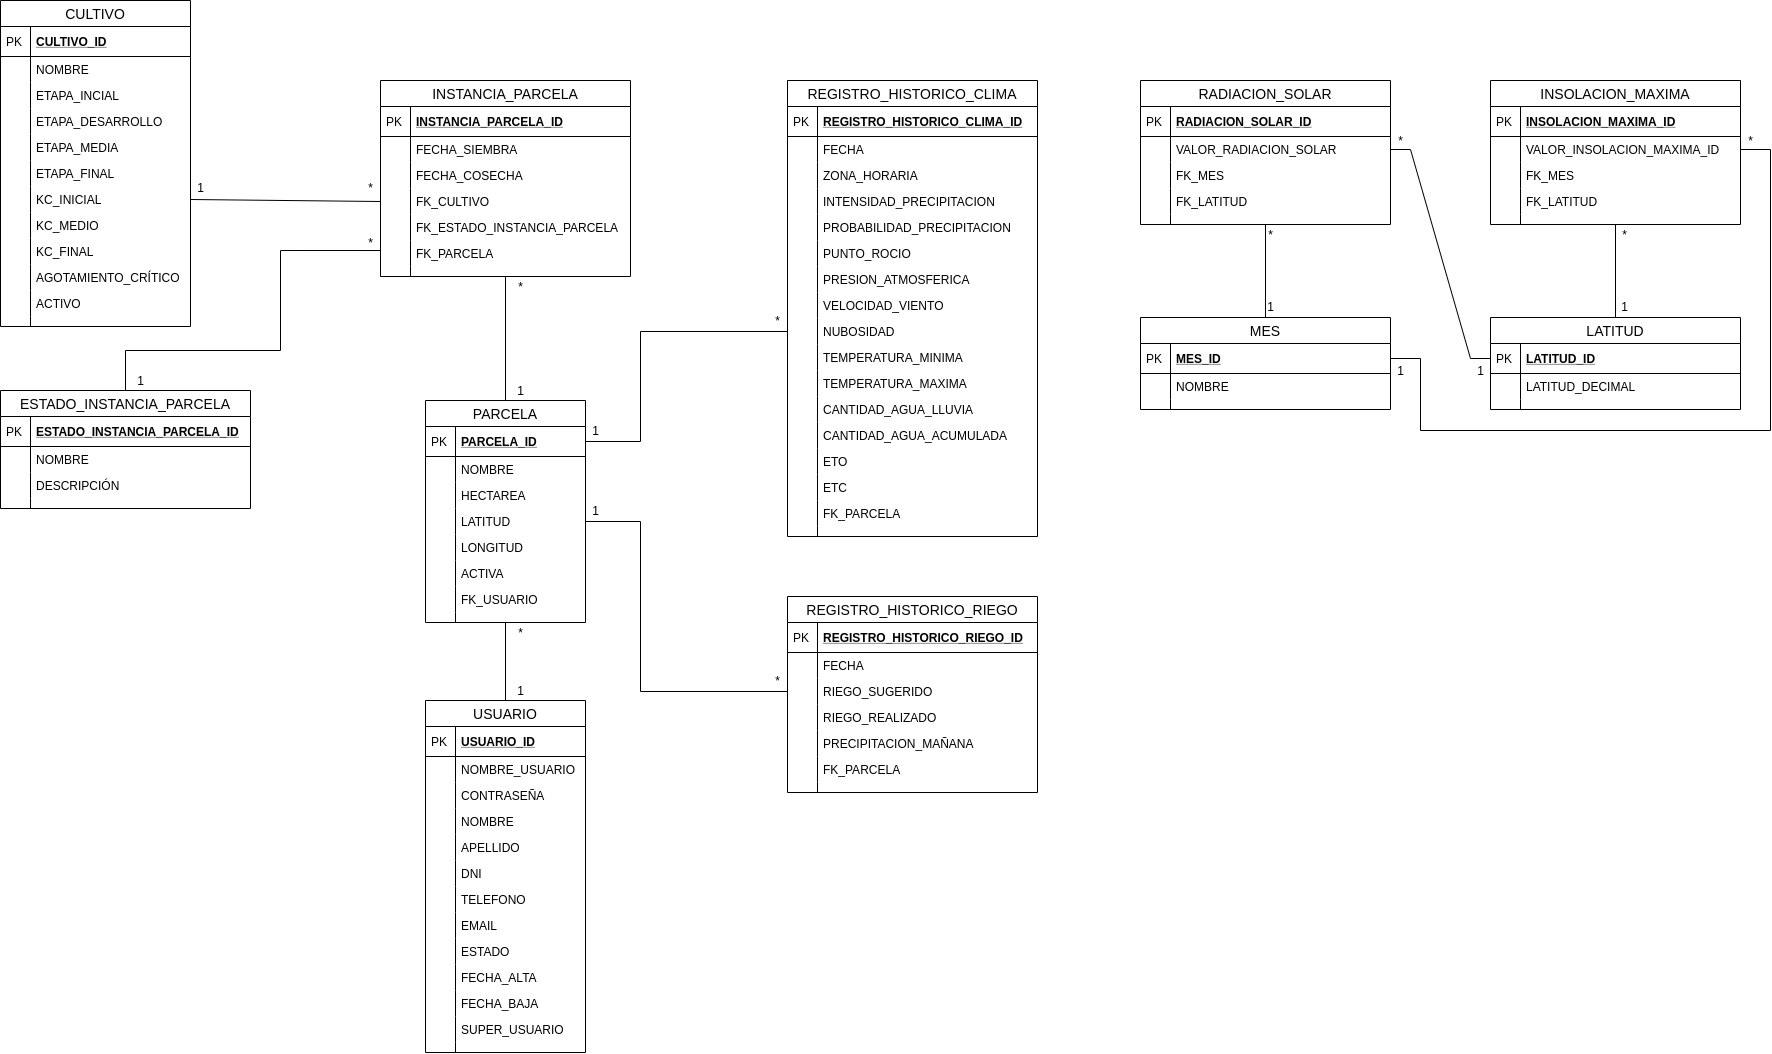 CULTIVO
PK CULTIVO_ID
NOMBRE
ETAPA_INCIAL
ETAPA_DESARROLLO
ETAPA_MEDIA
ETAPA_FINAL
KC_INICIAL
KC_MEDIO
KC_FINAL
AGOTAMIENTO_CRÍTICO
ACTIVO
1
*
*
1
ESTADO_INSTANCIA_PARCELA
PK ESTADO_INSTANCIA_PARCELA_ID
NOMBRE
DESCRIPCIÓN
INSTANCIA_PARCELA
PK INSTANCIA_PARCELA_ID
FECHA_SIEMBRA
FECHA_COSECHA
FK_CULTIVO
FK_ESTADO_INSTANCIA_PARCELA
FK_PARCELA
*
1
PARCELA
PK PARCELA_ID
NOMBRE
HECTAREA
LATITUD
LONGITUD
ACTIVA
FK_USUARIO
1
*
1
*
*
1
USUARIO
PK USUARIO_ID
NOMBRE_USUARIO
CONTRASEÑA
NOMBRE
APELLIDO
DNI
TELEFONO
EMAIL
ESTADO
FECHA_ALTA
FECHA_BAJA
SUPER_USUARIO
REGISTRO_HISTORICO_CLIMA
PK REGISTRO_HISTORICO_CLIMA_ID
FECHA
ZONA_HORARIA
INTENSIDAD_PRECIPITACION
PROBABILIDAD_PRECIPITACION
PUNTO_ROCIO
PRESION_ATMOSFERICA
VELOCIDAD_VIENTO
NUBOSIDAD
TEMPERATURA_MINIMA
TEMPERATURA_MAXIMA
CANTIDAD_AGUA_LLUVIA
CANTIDAD_AGUA_ACUMULADA
ETO
ETC
FK_PARCELA
REGISTRO_HISTORICO_RIEGO
PK REGISTRO_HISTORICO_RIEGO_ID
FECHA
RIEGO_SUGERIDO
RIEGO_REALIZADO
PRECIPITACION_MAÑANA
FK_PARCELA
RADIACION_SOLAR
PK RADIACION_SOLAR_ID
VALOR_RADIACION_SOLAR
FK_MES
FK_LATITUD
*
*
1
MES
PK MES_ID
NOMBRE
1
1
INSOLACION_MAXIMA
PK INSOLACION_MAXIMA_ID
VALOR_INSOLACION_MAXIMA_ID
FK_MES
FK_LATITUD
*
*
1
LATITUD
PK LATITUD_ID
LATITUD_DECIMAL